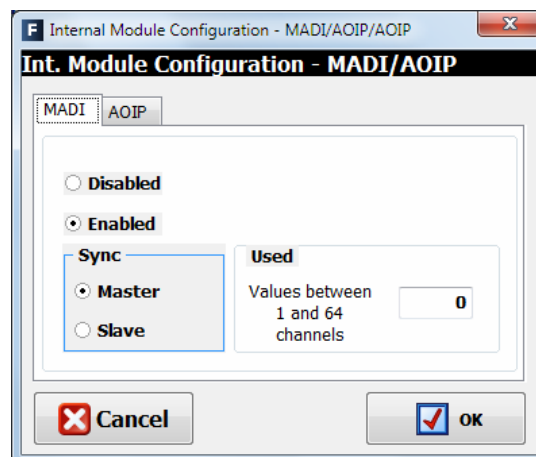 F Internal Module Configuration - MADI/AOIP/AOIP
Int. Module Configuration - MADI/AOIP
MADI AOIP
Disabled
Enabled
Sync
Master
Slave
Used
Values between
1 and 64
channels
0
Cancel
OK